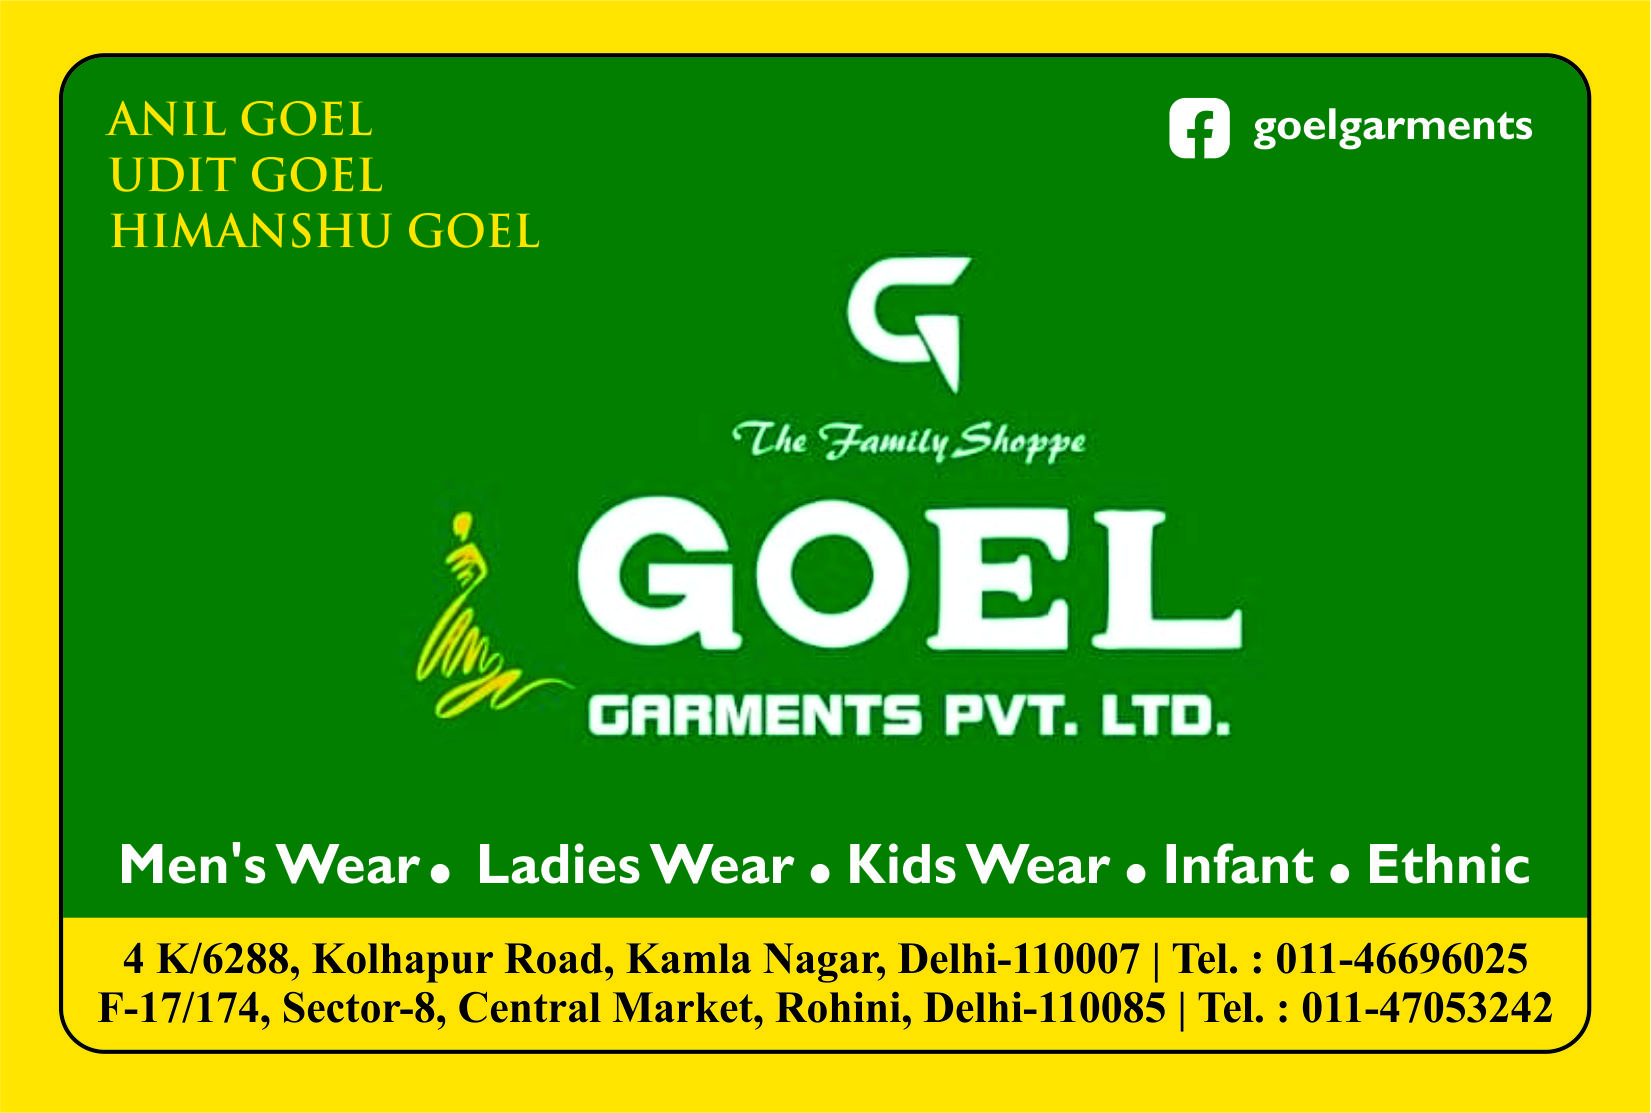 ANIL GOEL
UDIT GOEL
HIMANSHU GOEL
goelgarments
G
The Family Shoppe
GOEL
GARMENTS PVT. LTD.
Men's Wear • Ladies Wear • Kids Wear • Infant • Ethnic
4 K/6288, Kolhapur Road, Kamla Nagar, Delhi-110007 | Tel. : 011-46696025
F-17/174, Sector-8, Central Market, Rohini, Delhi-110085 | Tel. : 011-47053242